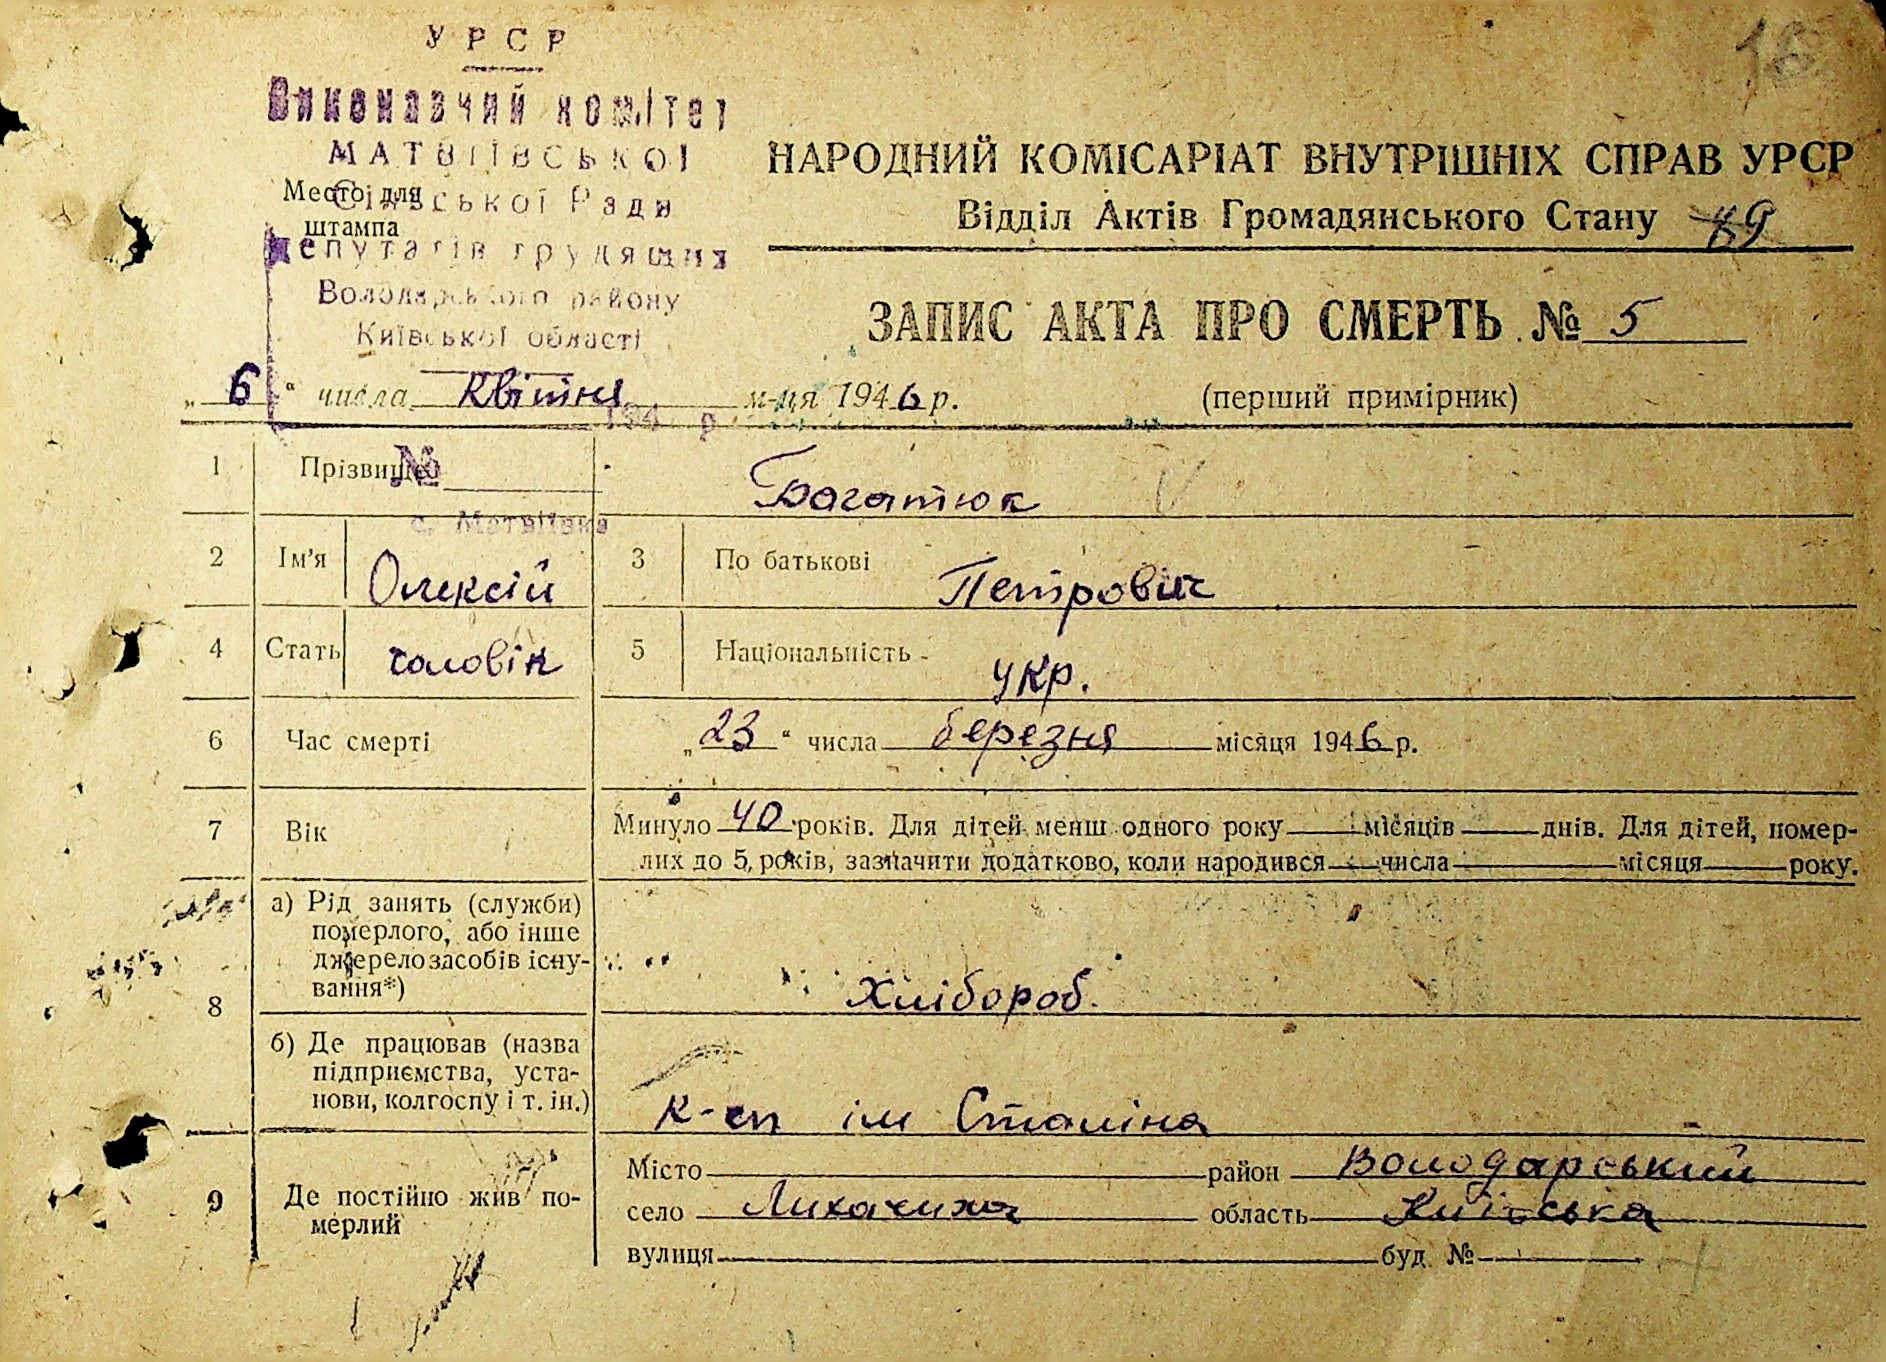 16
УРСР
Виконавчий комітет
МАТВІЇВСЬКОЇ
Сільської Ради
депутатів трудящих
Володарського району
Київської області
194 р.
№
с. Матвіївка
Место для
штампа
НАРОДНИЙ КОМІСАРІАТ ВНУТРІШНІХ СПРАВ УРСР
Відділ Актів Громадянського Стану
ЗАПИС АКТА ПРО СМЕРТЬ № 5
„ 6 “ числа Квітня м-ця 1946 р. (перший примірник)
1 Прізвище Богатюк
2 Ім'я Олексій 3 По батькові Петрович
4 Стать чоловік 5 Національність укр.
6 Час смерті „ 23 “ числа березня місяця 1946 р.
7 Вік Минуло 40 років. Для дітей менш одного року місяців днів. Для дітей, помер-
лих до 5 років, зазначити додатково, коли народився числа місяця року.
8 а) Рід занять (служби)
померлого, або інше
джерело засобів існу-
вання*) Хлібороб.
б) Де працював (назва
підприємства, уста-
нови, колгоспу і т. ін.) к-сп ім Сталіна
9 Де постійно жив по-
мерлий
Місто район Володарський
село Лихачиха область Київська
вулиця буд №